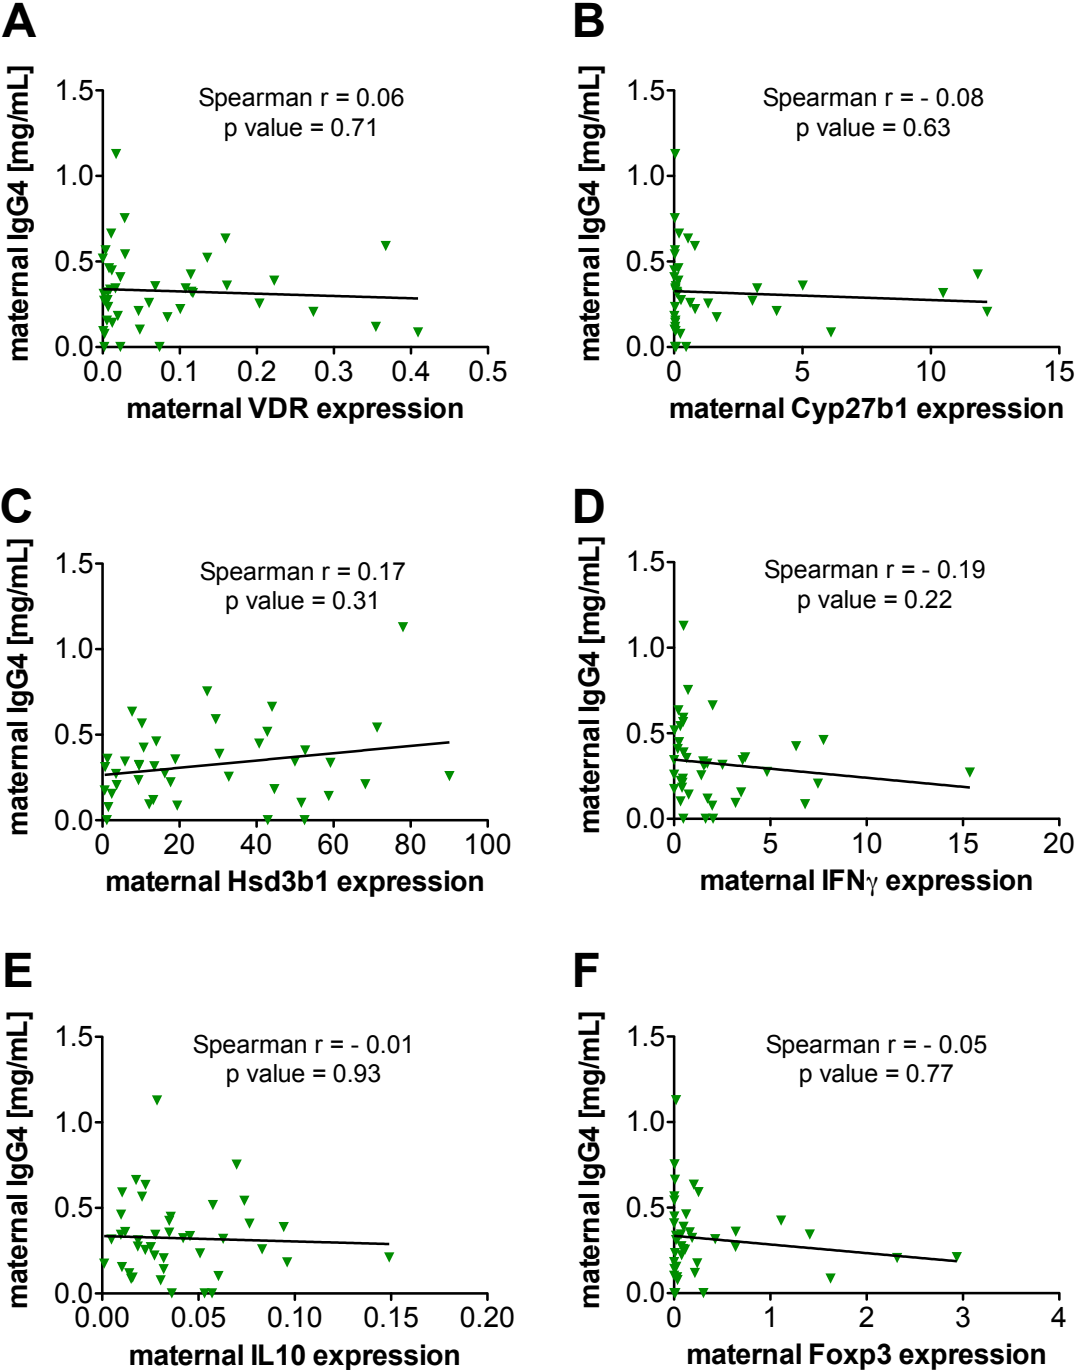 A
maternal IgG4 [mg/mL]
Spearman r = 0.06
p value = 0.71
1.5
1.0
0.5
0.0
0.0 0.1 0.2 0.3 0.4 0.5
maternal VDR expression
B
maternal IgG4 [mg/mL]
Spearman r = - 0.08
p value = 0.63
1.5
1.0
0.5
0.0
0 5 10 15
maternal Cyp27b1 expression
C
maternal IgG4 [mg/mL]
Spearman r = 0.17
p value = 0.31
1.5
1.0
0.5
0.0
0 20 40 60 80 100
maternal Hsd3b1 expression
D
maternal IgG4 [mg/mL]
Spearman r = - 0.19
p value = 0.22
1.5
1.0
0.5
0.0
0 5 10 15 20
maternal IFNγ expression
E
maternal IgG4 [mg/mL]
Spearman r = - 0.01
p value = 0.93
1.5
1.0
0.5
0.0
0.00 0.05 0.10 0.15 0.20
maternal IL10 expression
F
maternal IgG4 [mg/mL]
Spearman r = - 0.05
p value = 0.77
1.5
1.0
0.5
0.0
0 1 2 3 4
maternal Foxp3 expression